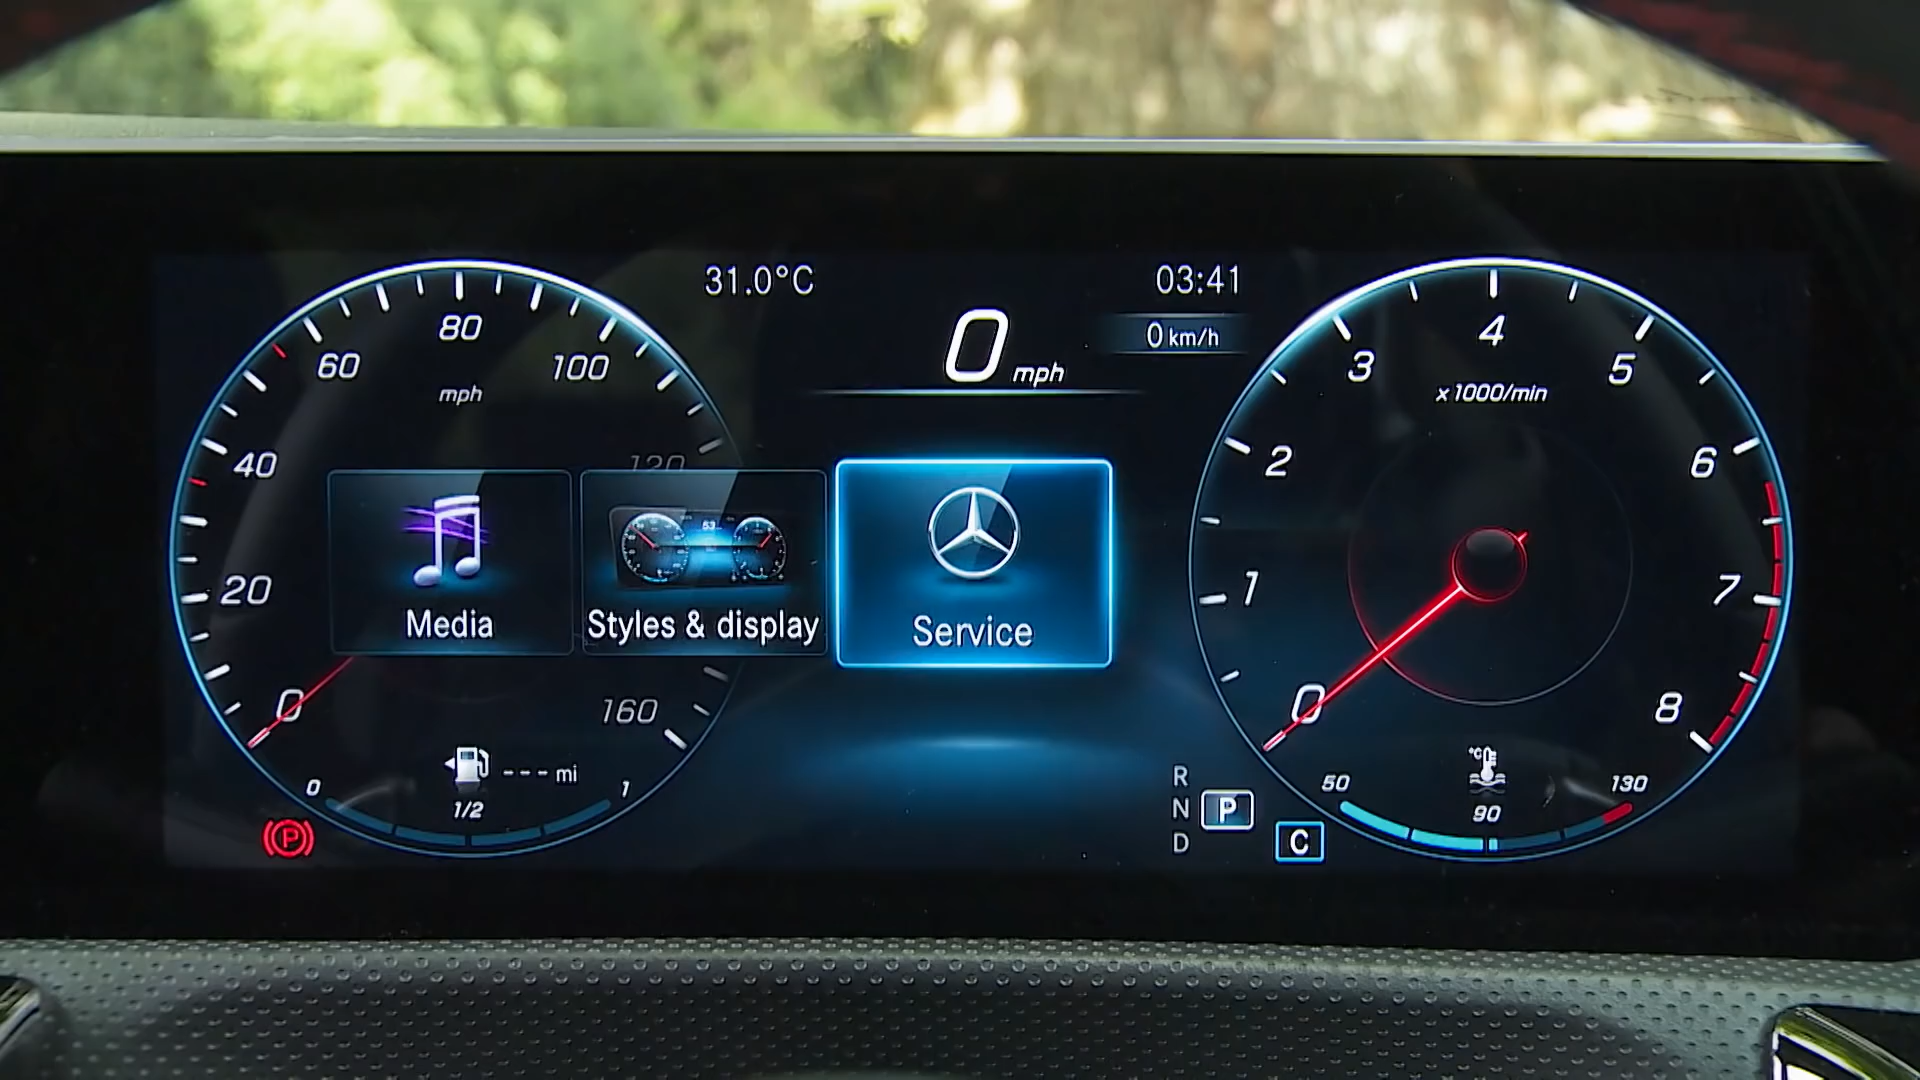 31.0°C
03:41
0 mph
0 km/h
80
60
100
mph
40
120
20
0
160
--- mi
0
1/2
1
P
Media
Styles & display
Service
4
3
5
x1000/min
2
6
1
7
0
8
°C
50
90
130
R
N
P
D
C